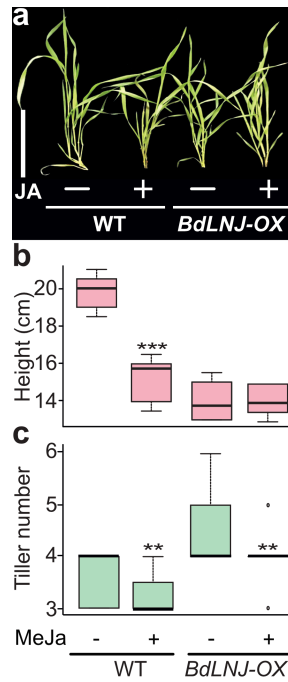 a
JA
− + − +
WT BdLNJ-OX
b
Height (cm)
20
18
16
14
***
c
Tiller number
6
5
4
3
** **
MeJa - + - +
WT BdLNJ-OX